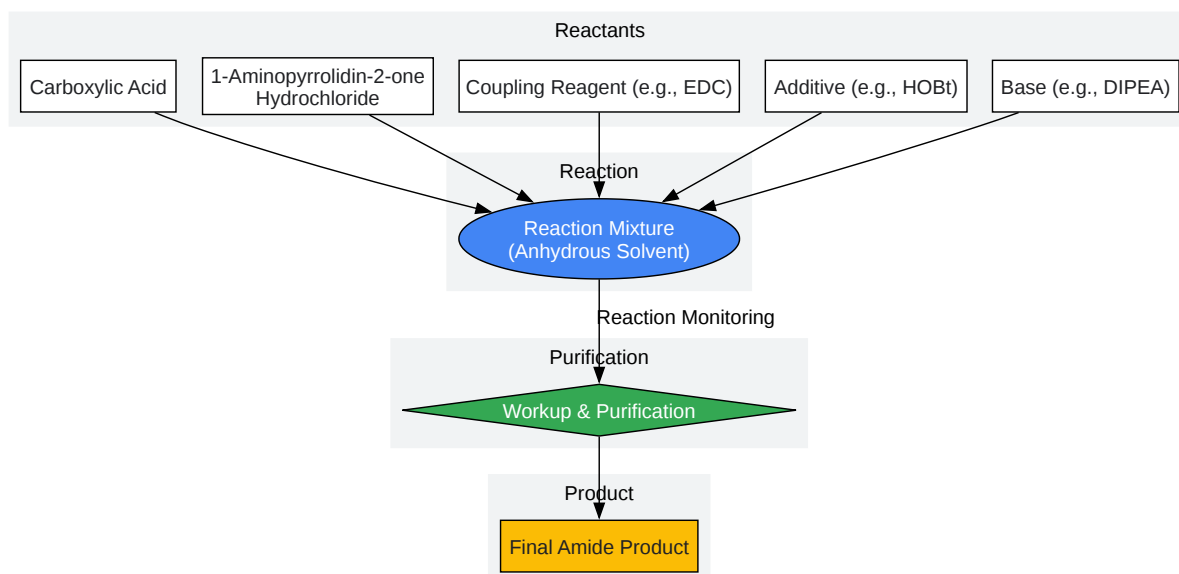 Reactants
Carboxylic Acid
1-Aminopyrrolidin-2-one
Hydrochloride
Coupling Reagent (e.g., EDC)
Additive (e.g., HOBt)
Base (e.g., DIPEA)
Reaction
Reaction Mixture
(Anhydrous Solvent)
Reaction Monitoring
Purification
Workup & Purification
Product
Final Amide Product